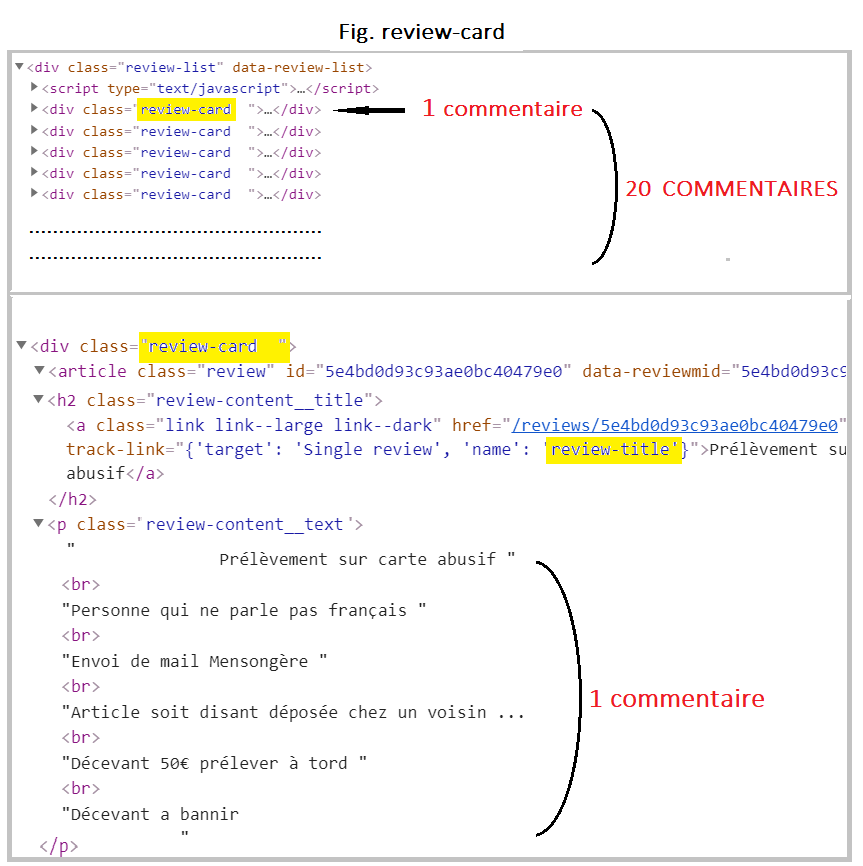 Fig. review-card
▼<div class="review-list" data-review-list>
▶<script type="text/javascript">…</script>
▶<div class="review-card  ">…</div>
1 commentaire
▶<div class="review-card  ">…</div>
▶<div class="review-card  ">…</div>
▶<div class="review-card  ">…</div>
▶<div class="review-card  ">…</div>
20 COMMENTAIRES
▼<div class="review-card  ">
▼<article class="review" id="5e4bd0d93c93ae0bc40479e0" data-reviewmid="5e4bd0d93c9
▼<h2 class="review-content__title">
<a class="link link--large link--dark" href="/reviews/5e4bd0d93c93ae0bc40479e0"
track-link="{'target': 'Single review', 'name': 'review-title'}">Prélèvement su
abusif</a>
</h2>
▼<p class='review-content__text'>
"
Prélèvement sur carte abusif "
<br>
"Personne qui ne parle pas français "
<br>
"Envoi de mail Mensongère "
<br>
"Article soit disant déposée chez un voisin ...
<br>
"Décevant 50€ prélever à tord "
<br>
"Décevant a bannir
"
</p>
1 commentaire